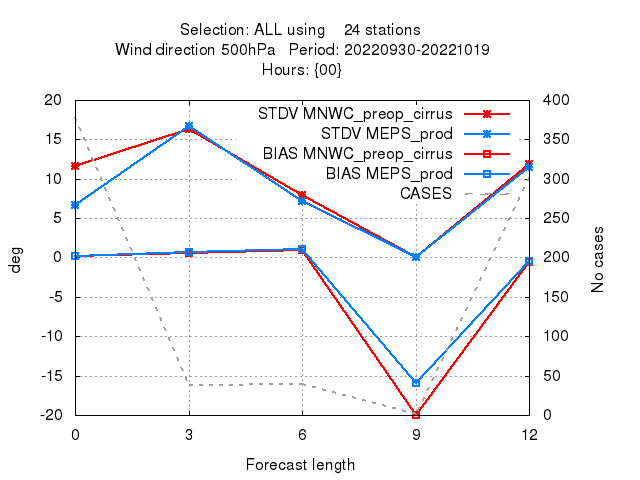 Selection: ALL using 24 stations
Wind direction 500hPa Period: 20220930-20221019
Hours: {00}
20 400
STDV MNWC_preop_cirrus
15 350
STDV MEPS_prod
BIAS MNWC_preop_cirrus
10 300
BIAS MEPS_prod
CASES
5 250
deg
0 200
No cases
-5 150
-10 100
-15 50
-20 0
0 3 6 9 12
Forecast length